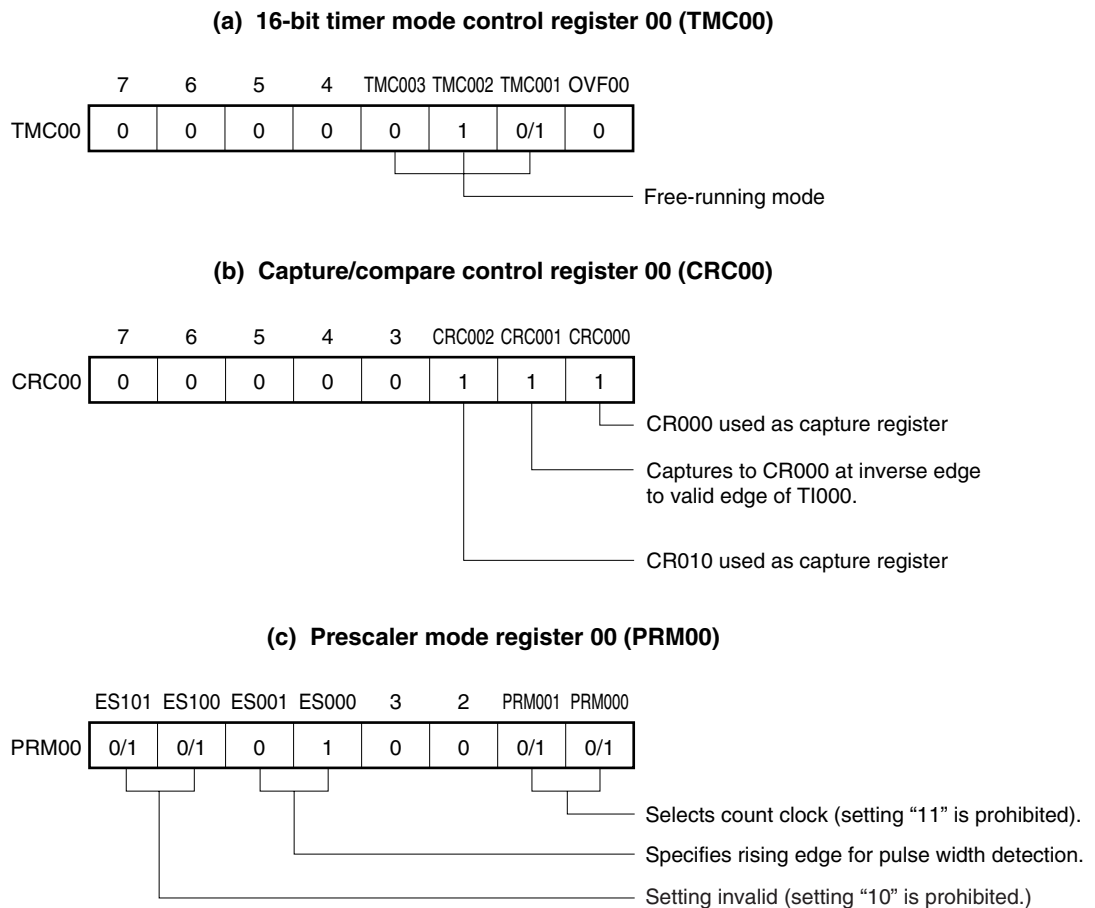 (a) 16-bit timer mode control register 00 (TMC00)
7 6 5 4 TMC003 TMC002 TMC001 OVF00
TMC00 0 0 0 0 0 1 0/1 0
Free-running mode
(b) Capture/compare control register 00 (CRC00)
7 6 5 4 3 CRC002 CRC001 CRC000
CRC00 0 0 0 0 0 1 1 1
CR000 used as capture register
Captures to CR000 at inverse edge
to valid edge of TI000.
CR010 used as capture register
(c) Prescaler mode register 00 (PRM00)
ES101 ES100 ES001 ES000 3 2 PRM001 PRM000
PRM00 0/1 0/1 0 1 0 0 0/1 0/1
Selects count clock (setting “11” is prohibited).
Specifies rising edge for pulse width detection.
Setting invalid (setting “10” is prohibited.)